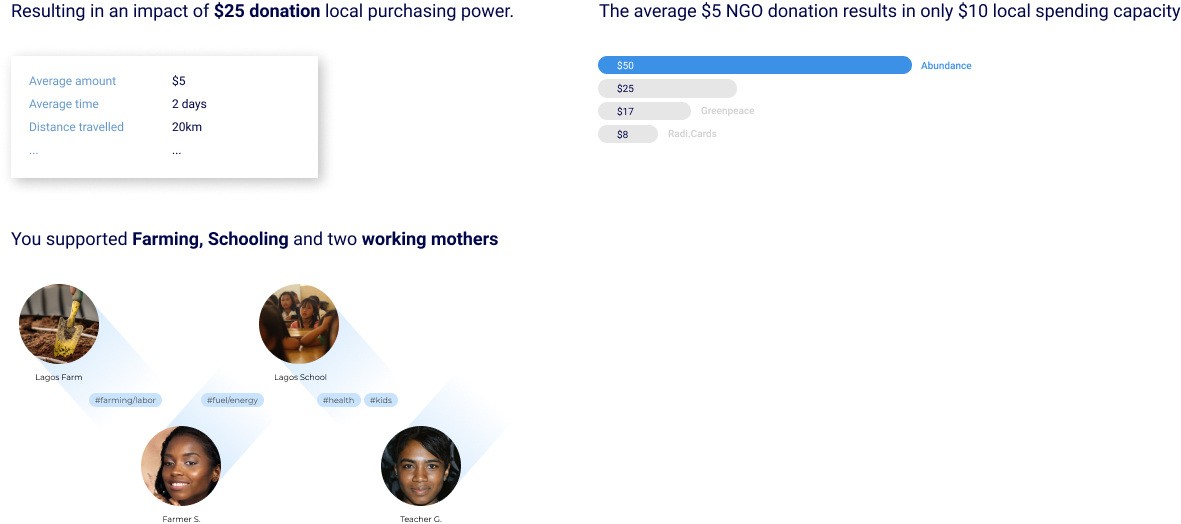 Resulting in an impact of $25 donation local purchasing power.
Average amount $5
Average time 2 days
Distance travelled 20km
... ...
The average $5 NGO donation results in only $10 local spending capacity
$50 Abundance
$25
$17 Greenpeace
$8 Radi.Cards
You supported Farming, Schooling and two working mothers
Lagos Farm
Lagos School
#farming/labor
#fuel/energy
#health
#kids
Farmer S.
Teacher G.